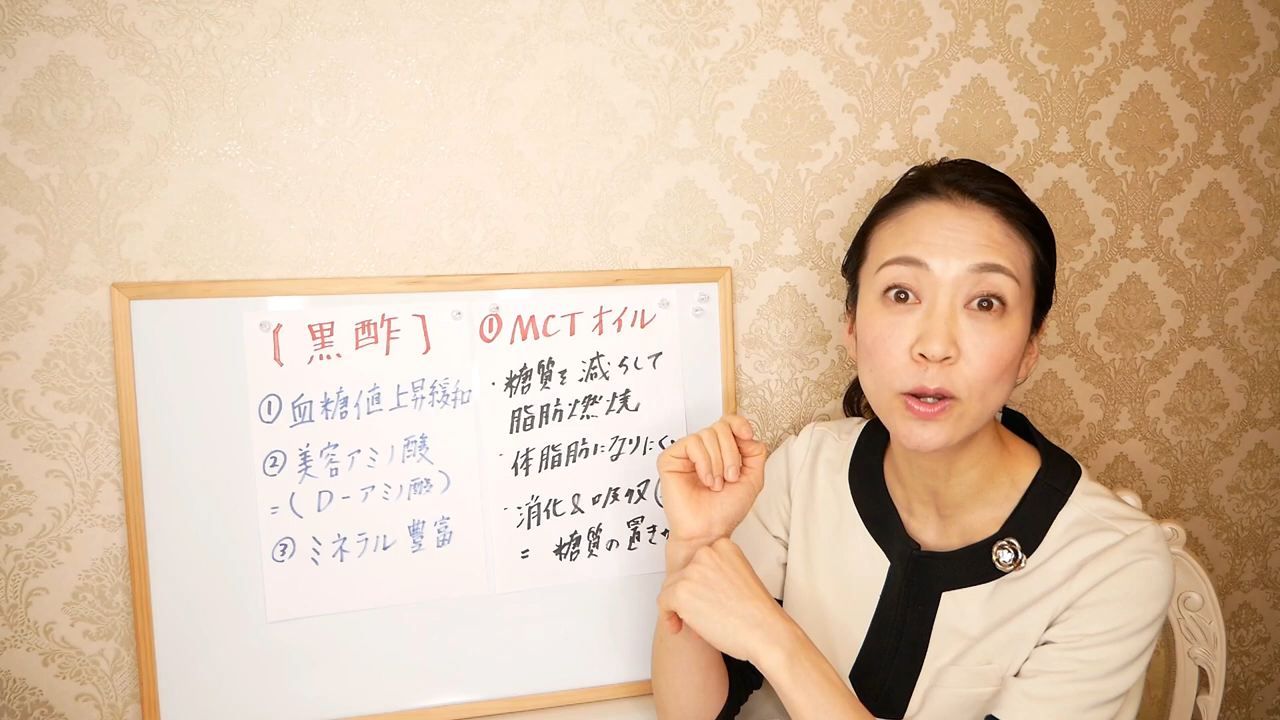 【黒酢】
①血糖値上昇緩和
②美容アミノ酸
=(D-アミノ酸)
③ミネラル豊富
①MCTオイル
・糖質を減らして
脂肪燃焼
・体脂肪になりにく
・消化&吸収
= 糖質の置き